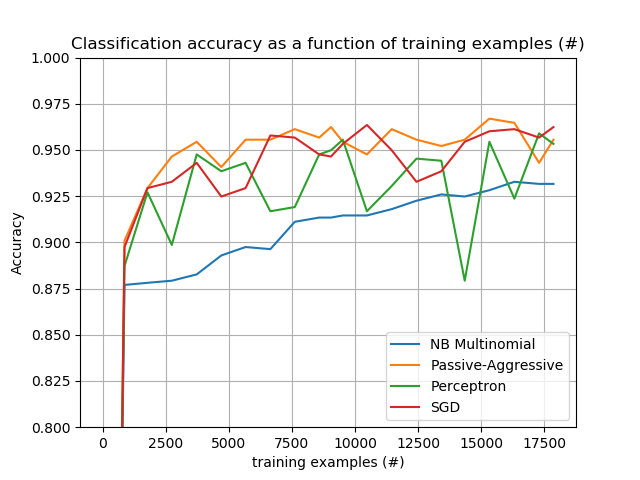 Classification accuracy as a function of training examples (#)
1.000
0.975
0.950
0.925
0.900
0.875
0.850
0.825
0.800
Accuracy
NB Multinomial
Passive-Aggressive
Perceptron
SGD
0 2500 5000 7500 10000 12500 15000 17500
training examples (#)